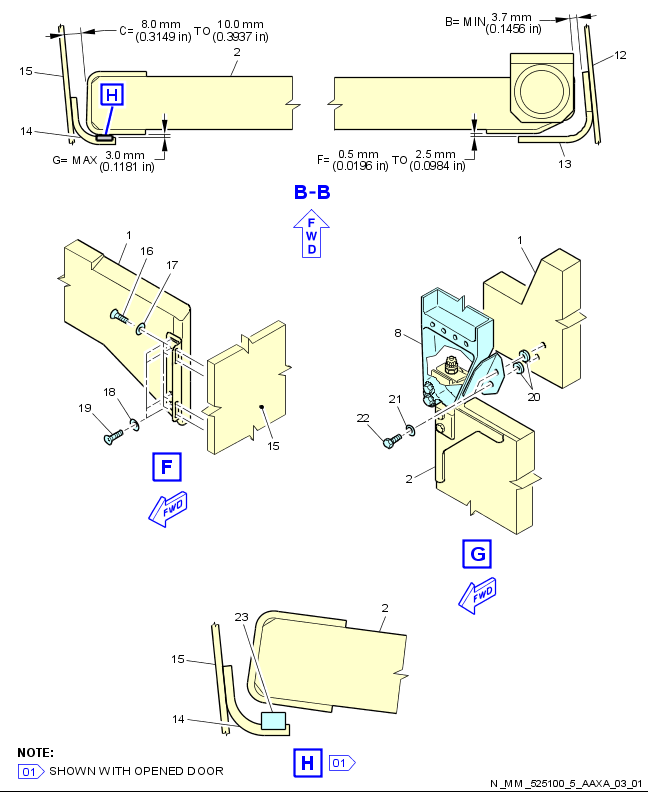 C= 8.0 mm TO 10.0 mm
(0.3149 in) (0.3937 in)
B= MIN 3.7 mm
(0.1456 in)
2
12
15
H
14
13
G= MAX 3.0 mm
(0.1181 in)
F= 0.5 mm TO 2.5 mm
(0.0196 in) (0.0984 in)
B-B
FWD
1
16
17
1
8
18
19
20
21
22
15
2
F
FWD
G
FWD
23
2
15
14
NOTE:
01 SHOWN WITH OPENED DOOR
H 01
N_MM_525100_5_AAXA_03_01